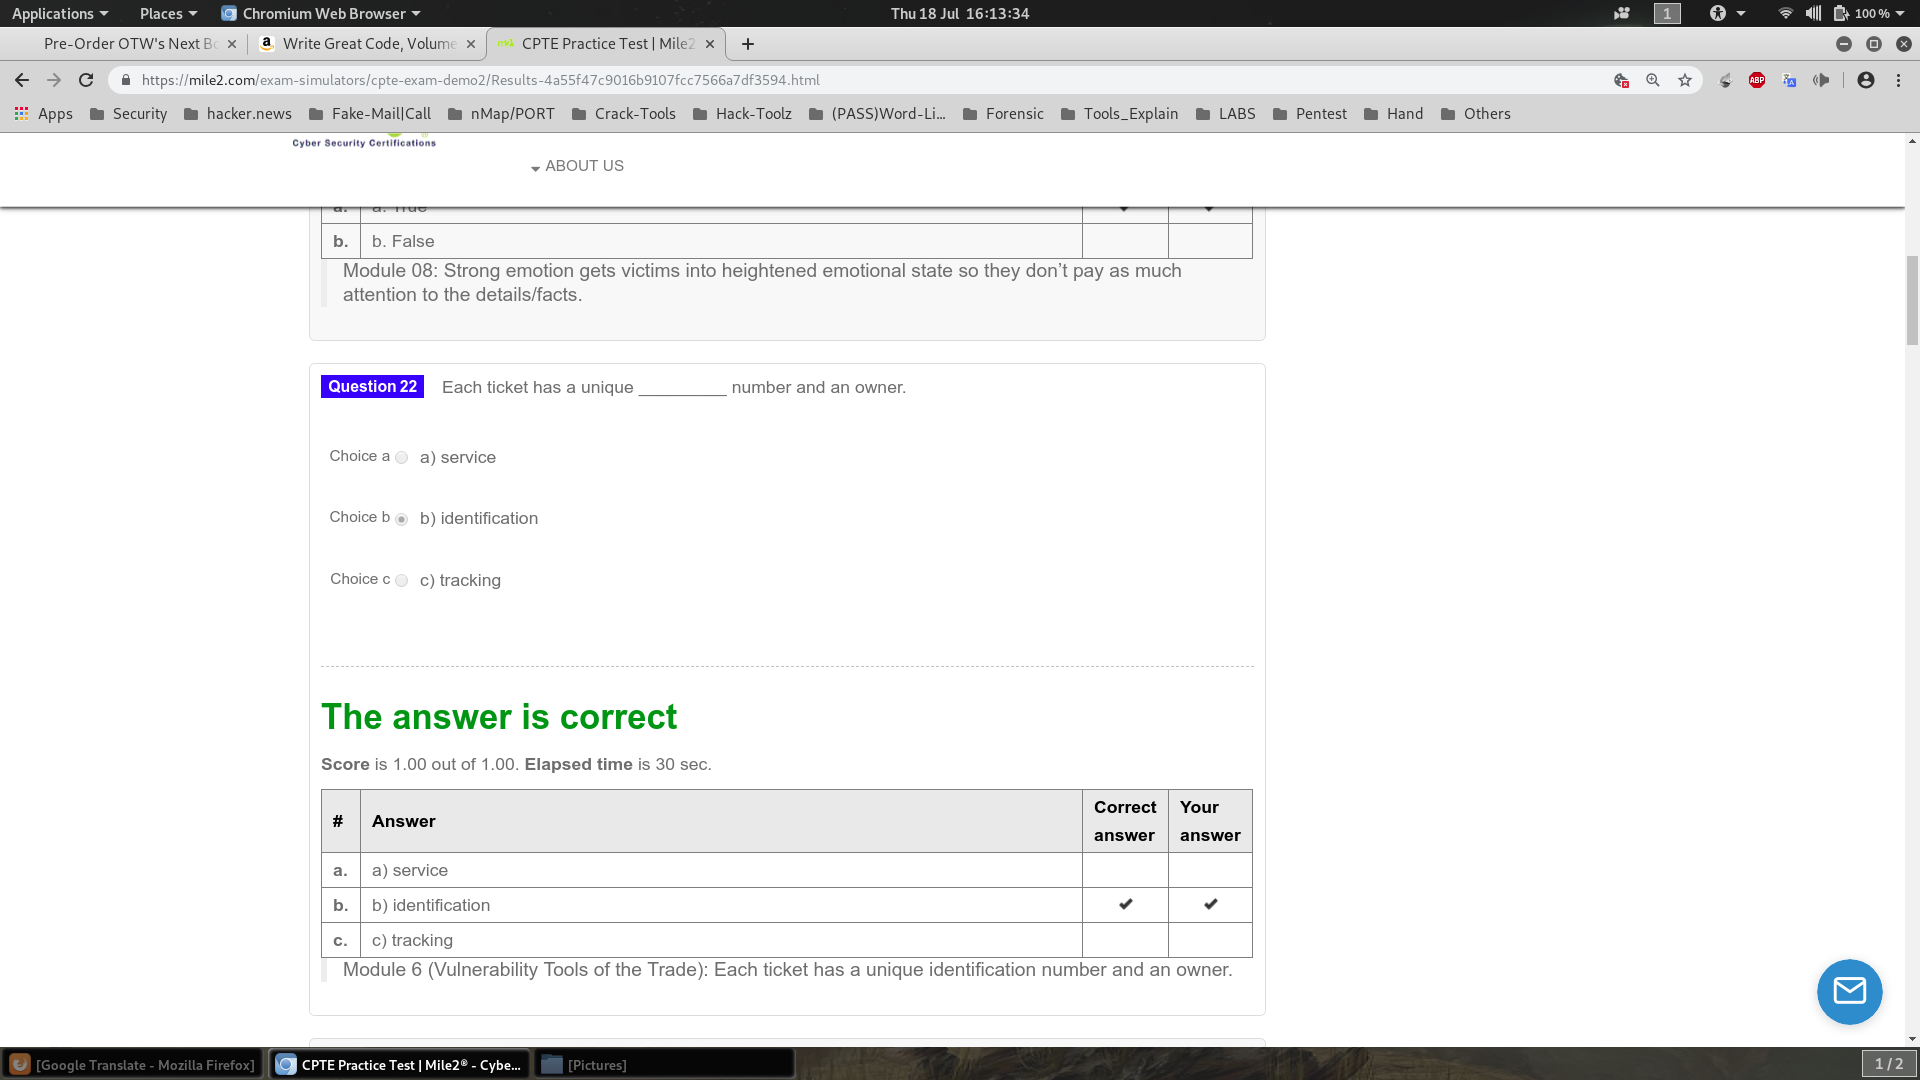 Applications Places Chromium Web Browser Thu 18 Jul 16:13:34 1 100 %
Pre-Order OTW's Next Bo Write Great Code, Volume CPTE Practice Test | Mile2
https://mile2.com/exam-simulators/cpte-exam-demo2/Results-4a55f47c9016b9107fcc7566a7df3594.html ABP
Apps Security hacker.news Fake-Mail|Call nMap/PORT Crack-Tools Hack-Toolz (PASS)Word-Li... Forensic Tools_Explain LABS Pentest Hand Others
Cyber Security Certifications
ABOUT US
a. a. True
b. b. False
Module 08: Strong emotion gets victims into heightened emotional state so they don’t pay as much
attention to the details/facts.
Question 22 Each ticket has a unique _________ number and an owner.
Choice a a) service
Choice b b) identification
Choice c c) tracking
The answer is correct
Score is 1.00 out of 1.00. Elapsed time is 30 sec.
# Answer Correct answer Your answer
a. a) service
b. b) identification
c. c) tracking
Module 6 (Vulnerability Tools of the Trade): Each ticket has a unique identification number and an owner.
[Google Translate - Mozilla Firefox] CPTE Practice Test | Mile2® - Cybe... [Pictures] 1 / 2